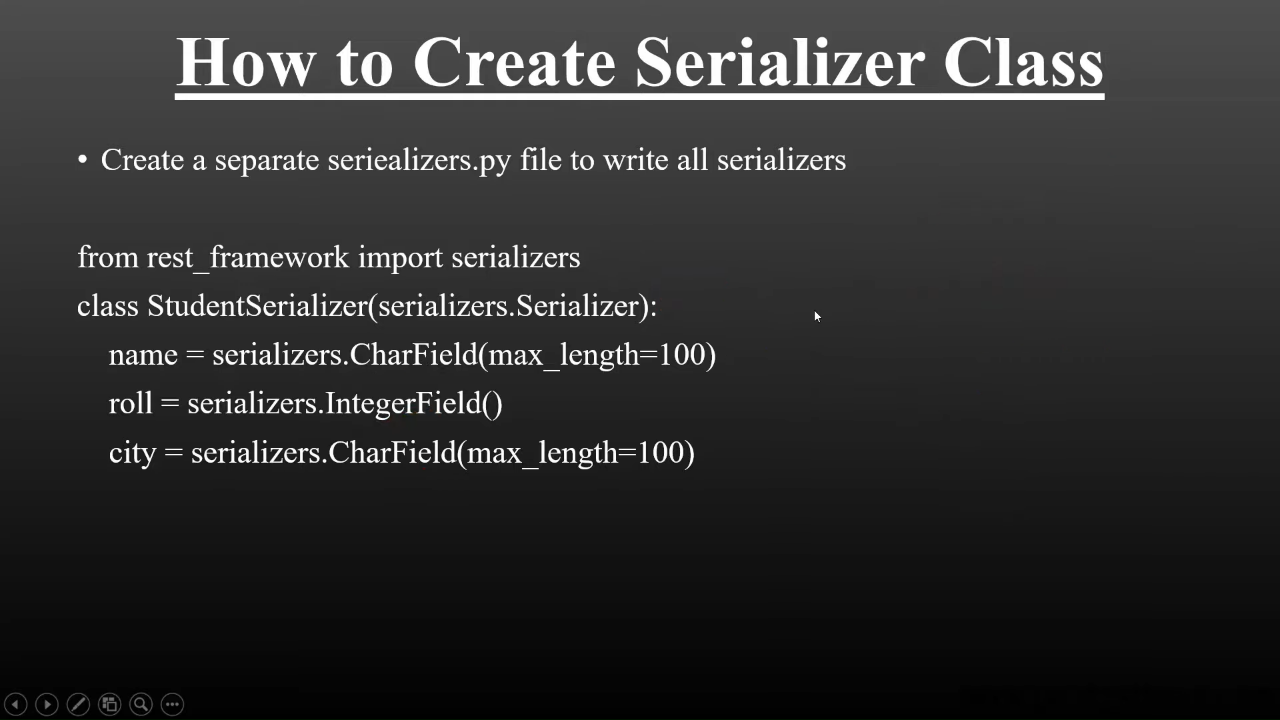 How to Create Serializer Class
• Create a separate seriealizers.py file to write all serializers
from rest_framework import serializers
class StudentSerializer(serializers.Serializer):
name = serializers.CharField(max_length=100)
roll = serializers.IntegerField()
city = serializers.CharField(max_length=100)